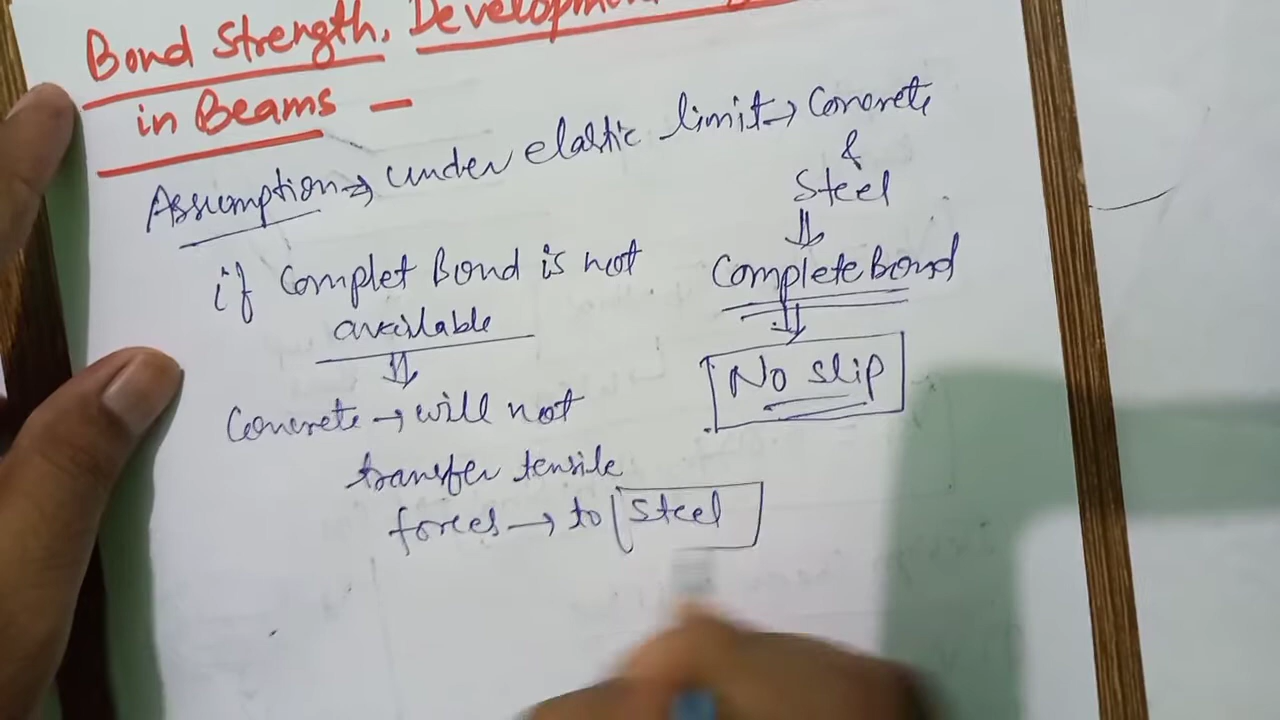 Bond Strength, Development
in Beams -
Assumption → under elastic limit → Concrete
&
Steel
Complete Bond
No slip
if Complet Bond is not
available
Concrete → will not
transfer tensile
forces → to Steel